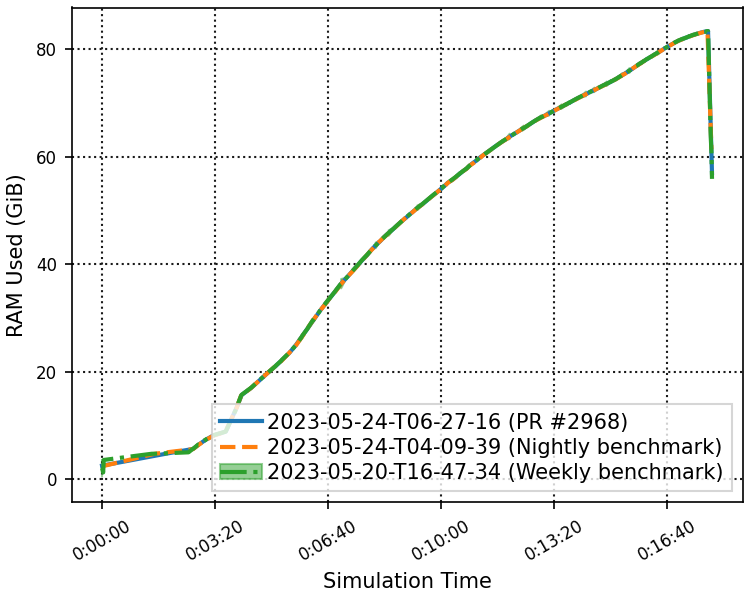 80
60
40
20
0
RAM Used (GiB)
2023-05-24-T06-27-16 (PR #2968)
2023-05-24-T04-09-39 (Nightly benchmark)
2023-05-20-T16-47-34 (Weekly benchmark)
0:00:00
0:03:20
0:06:40
0:10:00
0:13:20
0:16:40
Simulation Time